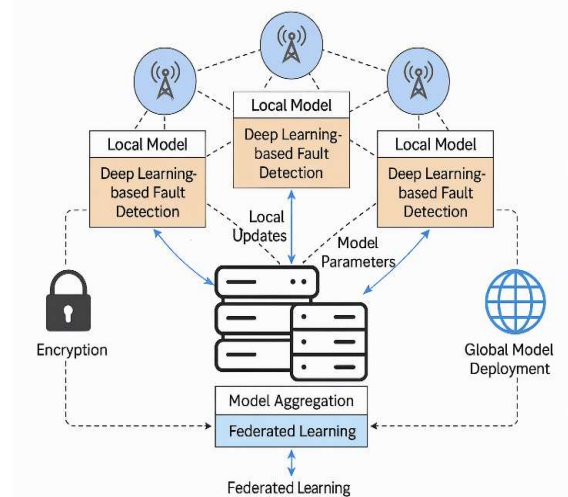 Local Model
Deep Learning-
based Fault
Detection
Local Model
Deep Learning-
based Fault
Detection
Local Model
Deep Learning-
based Fault
Detection
Local
Updates
Model
Parameters
Encryption
Global Model
Deployment
Model Aggregation
Federated Learning
Federated Learning